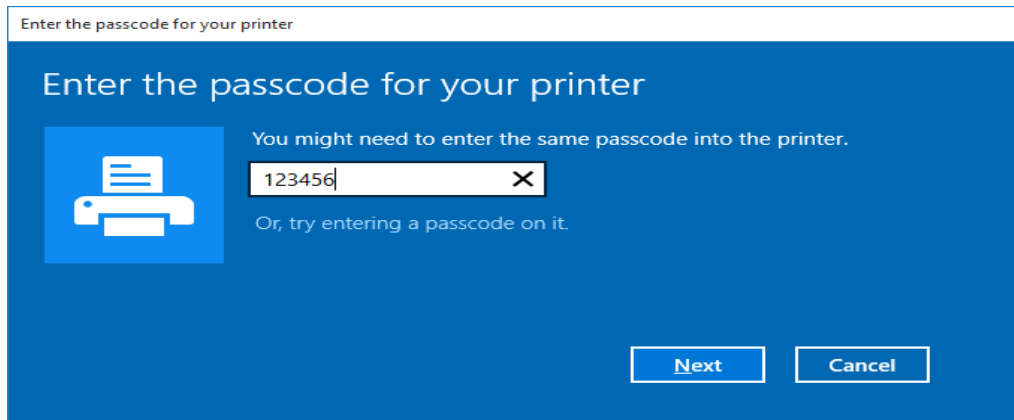 Enter the passcode for your printer
Enter the passcode for your printer
You might need to enter the same passcode into the printer.
123456
Or, try entering a passcode on it.
Next Cancel